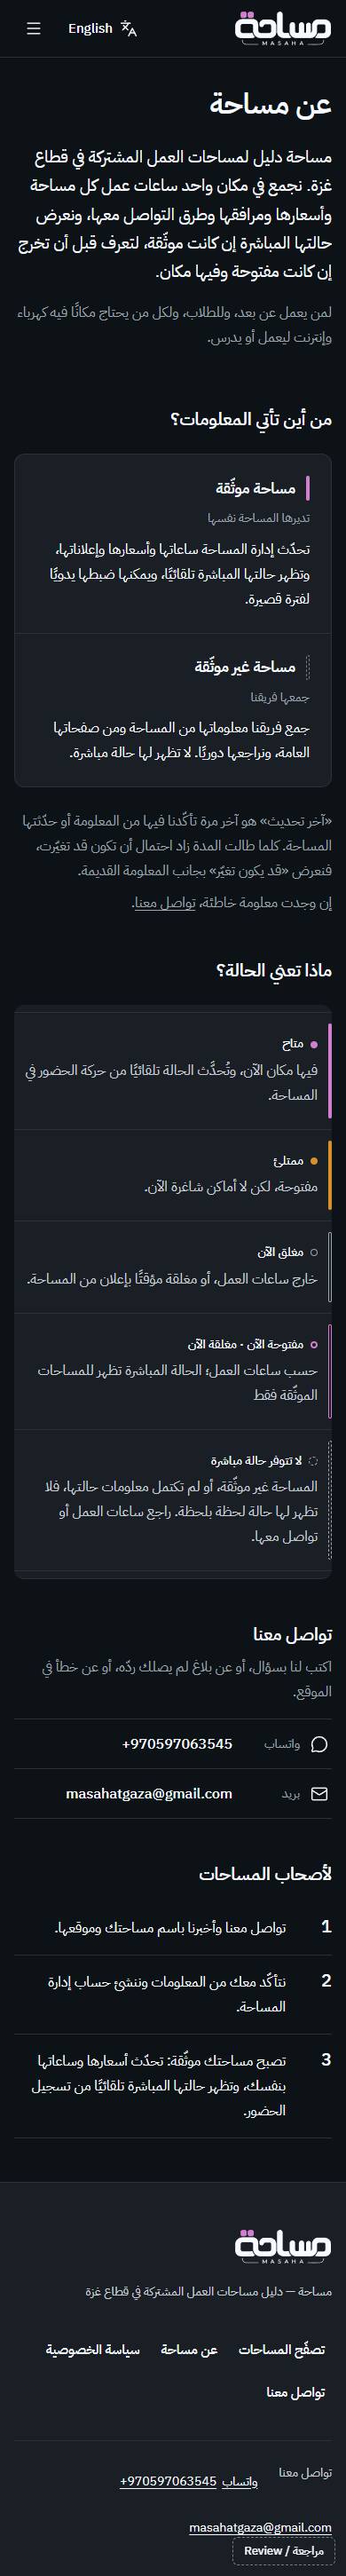 مساحة
MASAHA
English
عن مساحة
مساحة دليل لمساحات العمل المشتركة في قطاع
غزة. نجمع في مكان واحد ساعات عمل كل مساحة
وأسعارها ومرافقها وطرق التواصل معها، ونعرض
حالتها المباشرة إن كانت موثّقة، لتعرف قبل أن تخرج
إن كانت مفتوحة وفيها مكان.
لمن يعمل عن بعد، وللطلاب، ولكل من يحتاج مكانًا فيه كهرباء
وإنترنت ليعمل أو يدرس.
من أين تأتي المعلومات؟
مساحة موثّقة
تديرها المساحة نفسها
تحدّث إدارة المساحة ساعاتها وأسعارها وإعلاناتها،
وتظهر حالتها المباشرة تلقائيًا، ويمكنها ضبطها يدويًا
لفترة قصيرة.
مساحة غير موثّقة
جمعها فريقنا
جمع فريقنا معلوماتها من المساحة ومن صفحاتها
العامة، ونراجعها دوريًا. لا تظهر لها حالة مباشرة.
«آخر تحديث» هو آخر مرة تأكّدنا فيها من المعلومة أو حدّثتها
المساحة. كلما طالت المدة زاد احتمال أن تكون قد تغيّرت،
فنعرض «قد يكون تغيّر» بجانب المعلومة القديمة.
إن وجدت معلومة خاطئة، تواصل معنا.
ماذا تعني الحالة؟
متاح
فيها مكان الآن، وتُحدَّث الحالة تلقائيًا من حركة الحضور في
المساحة.
ممتلئ
مفتوحة، لكن لا أماكن شاغرة الآن.
مغلق الآن
خارج ساعات العمل، أو مغلقة مؤقتًا بإعلان من المساحة.
مفتوحة الآن · مغلقة الآن
حسب ساعات العمل؛ الحالة المباشرة تظهر للمساحات
الموثّقة فقط
لا تتوفر حالة مباشرة
المساحة غير موثّقة، أو لم تكتمل معلومات حالتها، فلا
تظهر لها حالة لحظة بلحظة. راجع ساعات العمل أو
تواصل معها.
تواصل معنا
اكتب لنا بسؤال، أو عن بلاغ لم يصلك ردّه، أو عن خطأ في
الموقع.
واتساب +970597063545
بريد masahatgaza@gmail.com
لأصحاب المساحات
1 تواصل معنا وأخبرنا باسم مساحتك وموقعها.
2 نتأكّد معك من المعلومات وننشئ حساب إدارة
المساحة.
3 تصبح مساحتك موثّقة: تحدّث أسعارها وساعاتها
بنفسك، وتظهر حالتها المباشرة تلقائيًا من تسجيل
الحضور.
مساحة
MASAHA
مساحة — دليل مساحات العمل المشتركة في قطاع غزة
تصفّح المساحات عن مساحة سياسة الخصوصية
تواصل معنا
تواصل معنا واتساب +970597063545
masahatgaza@gmail.com
مراجعة / Review